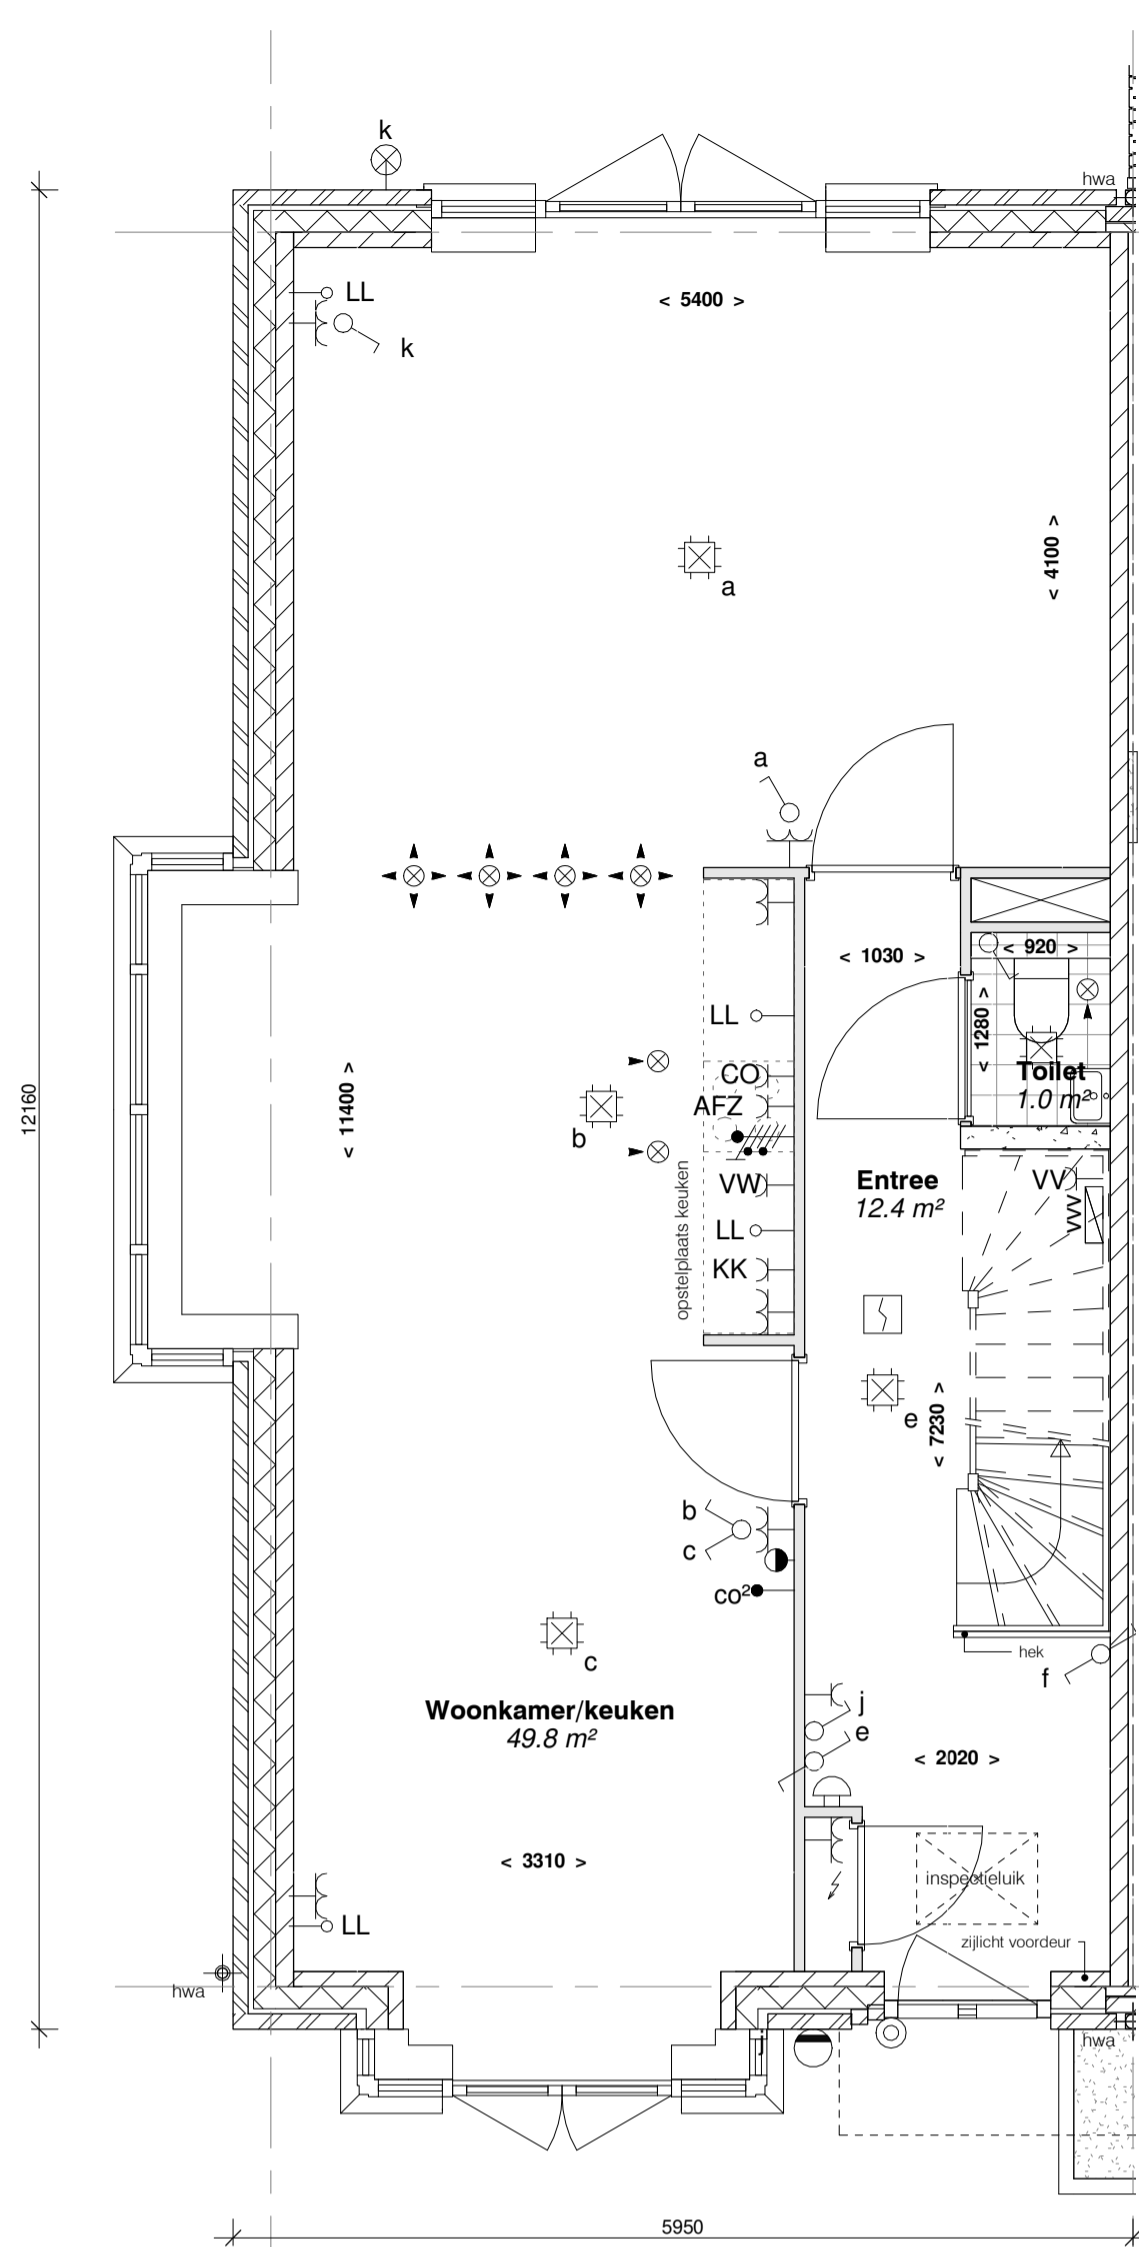 k
hwa
LL
k
< 5400 >
< 4100 >
a
a
12160
< 11400 >
< 1030 >
< 920 >
< 1280 >
Toilet
1.0 m²
LL
CO
AFZ
VW
LL
KK
opstelplaats keuken
b
Entree
12.4 m²
VV
VVV
e
< 7230 >
b
c
co²
c
hek
f
Woonkamer/keuken
49.8 m²
j
e
< 2020 >
< 3310 >
inspectieluik
LL
zijlicht voordeur
hwa
j
hwa
5950